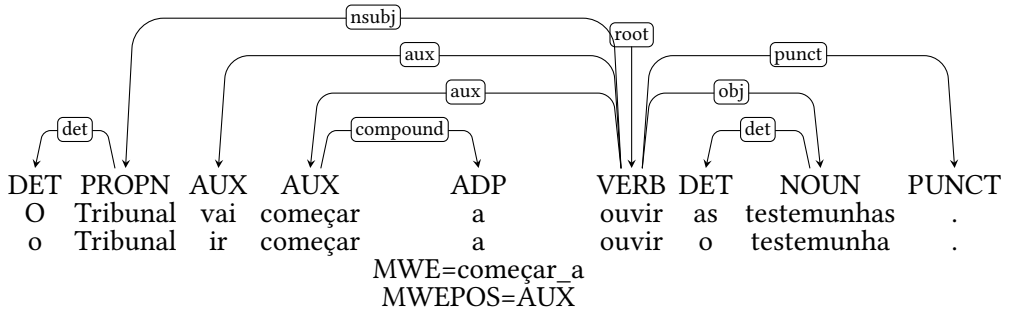 nsubj
root
aux
punct
aux
obj
det
compound
det
DET PROPN AUX AUX ADP VERB DET NOUN PUNCT
O Tribunal vai começar a ouvir as testemunhas .
o Tribunal ir começar a ouvir o testemunha .
MWE=começar_a
MWEPOS=AUX